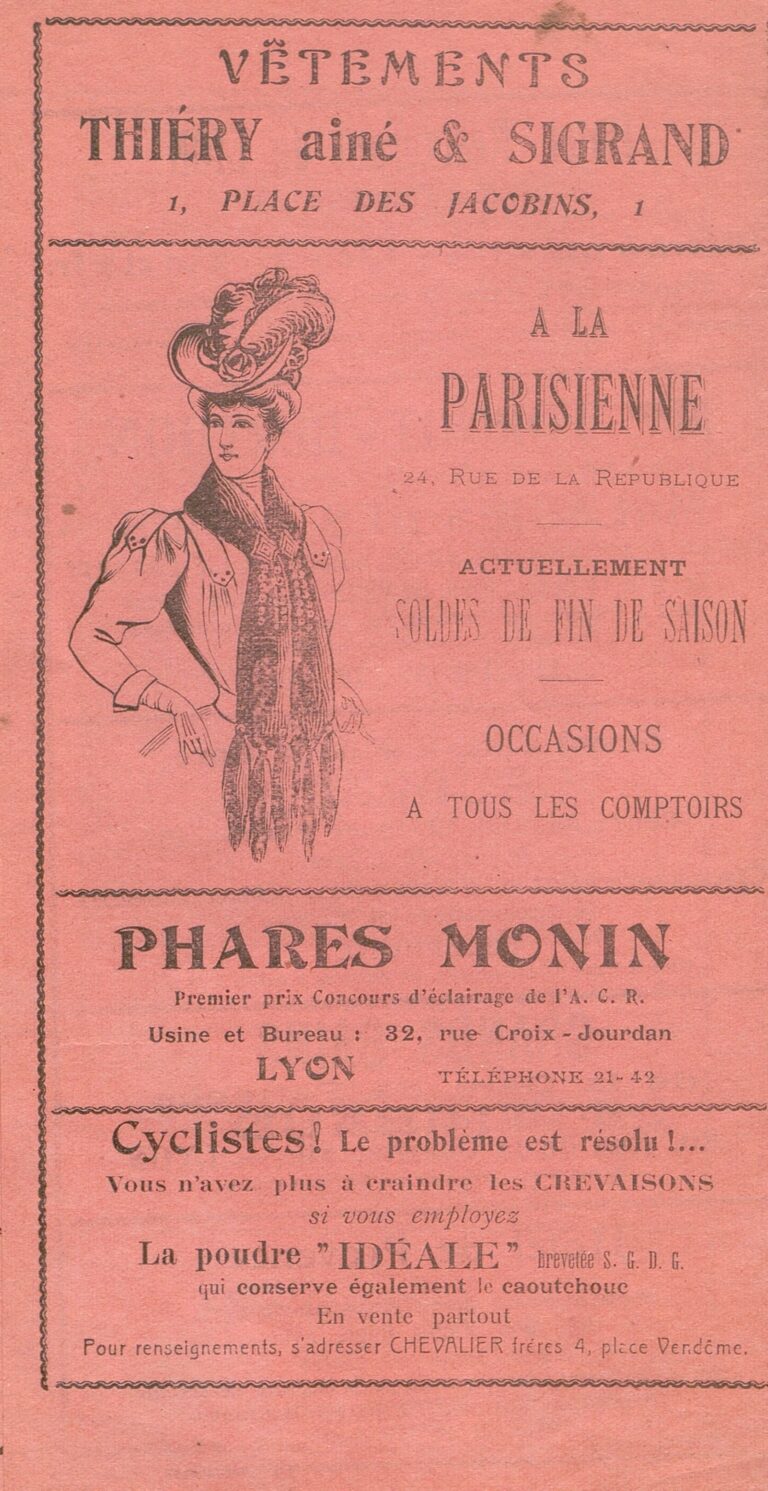 VÊTEMENTS
THIÉRY ainé & SIGRAND
1, PLACE DES JACOBINS, 1
A LA
PARISIENNE
24, RUE DE LA REPUBLIQUE
ACTUELLEMENT
SOLDES DE FIN DE SAISON
OCCASIONS
A TOUS LES COMPTOIRS
PHARES MONIN
Premier prix Concours d'éclairage de l'A. C. R.
Usine et Bureau : 32, rue Croix-Jourdan
LYON TÉLÉPHONE 21-42
Cyclistes! Le problème est résolu !...
Vous n'avez plus à craindre les CREVAISONS
si vous employez
La poudre "IDÉALE" brevetée S. G. D. G.
qui conserve également le caoutchouc
En vente partout
Pour renseignements, s'adresser CHEVALIER fréres 4, place Vendôme.